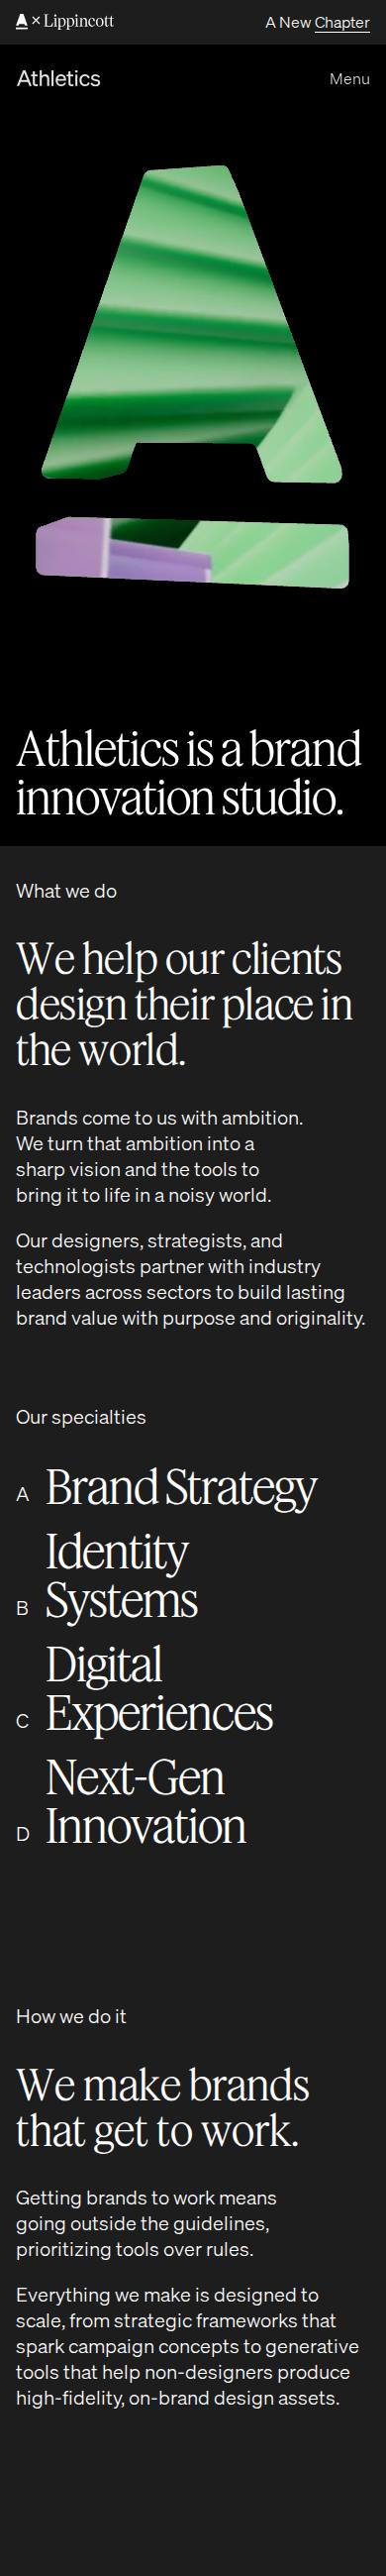 A × Lippincott
A New Chapter
Athletics
Menu
A
Athletics is a brand
innovation studio.
What we do
We help our clients
design their place in
the world.
Brands come to us with ambition.
We turn that ambition into a
sharp vision and the tools to
bring it to life in a noisy world.
Our designers, strategists, and
technologists partner with industry
leaders across sectors to build lasting
brand value with purpose and originality.
Our specialties
A Brand Strategy
Identity
B Systems
Digital
C Experiences
Next-Gen
D Innovation
How we do it
We make brands
that get to work.
Getting brands to work means
going outside the guidelines,
prioritizing tools over rules.
Everything we make is designed to
scale, from strategic frameworks that
spark campaign concepts to generative
tools that help non-designers produce
high-fidelity, on-brand design assets.